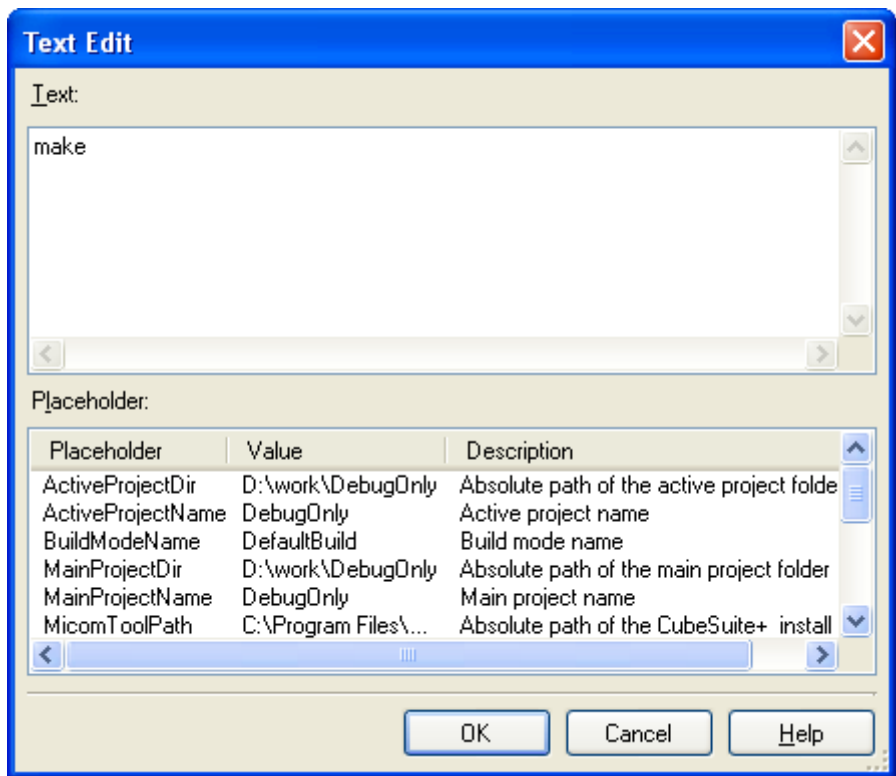 Text Edit
Text:
make
Placeholder:
Placeholder Value Description
ActiveProjectDir D:\work\DebugOnly Absolute path of the active project folde
ActiveProjectName DebugOnly Active project name
BuildModeName DefaultBuild Build mode name
MainProjectDir D:\work\DebugOnly Absolute path of the main project folder
MainProjectName DebugOnly Main project name
MicomToolPath C:\Program Files\... Absolute path of the CubeSuite+ install
OK Cancel Help